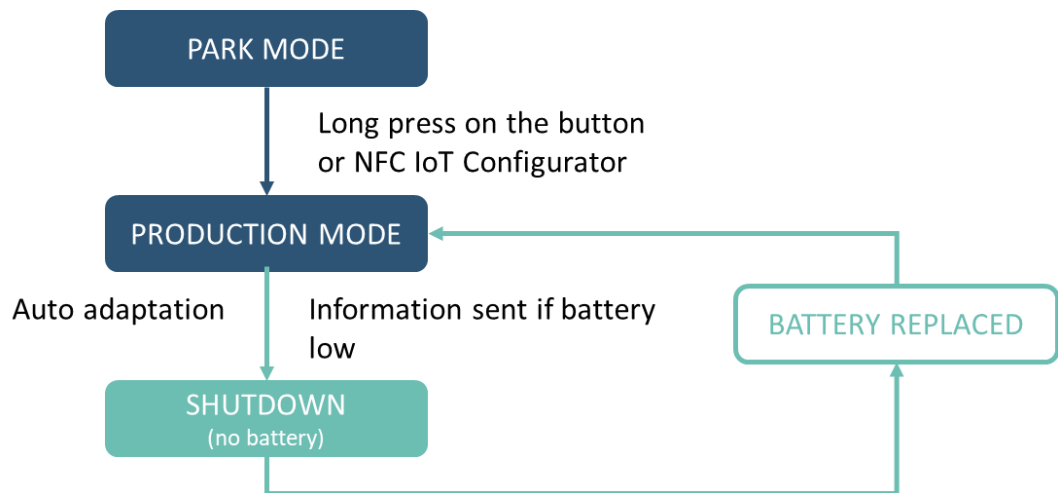 PARK MODE
Long press on the button
or NFC IoT Configurator
PRODUCTION MODE
Auto adaptation
Information sent if battery
low
BATTERY REPLACED
SHUTDOWN
(no battery)